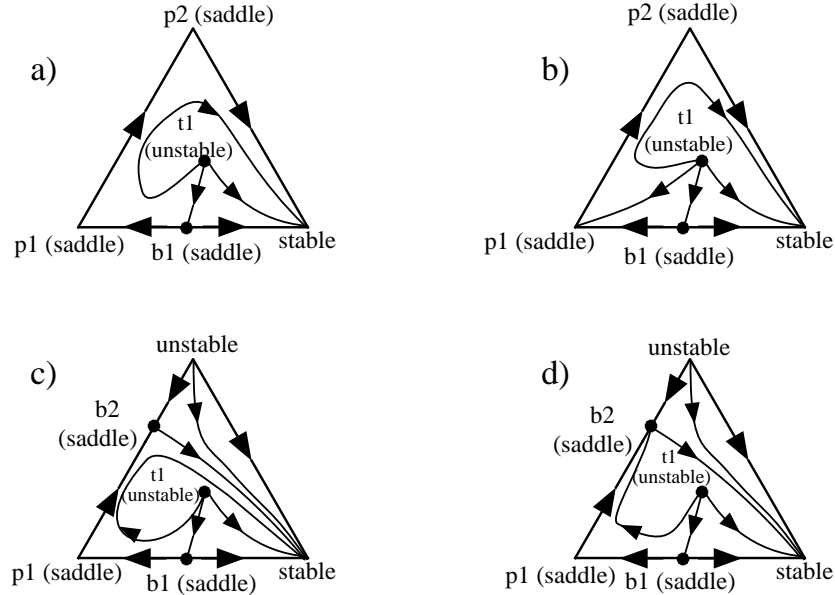 p2 (saddle)
a)
t1
(unstable)
p1 (saddle)
b1 (saddle)
stable
p2 (saddle)
b)
t1
(unstable)
p1 (saddle)
b1 (saddle)
stable
unstable
c)
b2
(saddle)
t1
(unstable)
p1 (saddle)
b1 (saddle)
stable
unstable
d)
b2
(saddle)
t1
(unstable)
p1 (saddle)
b1 (saddle)
stable